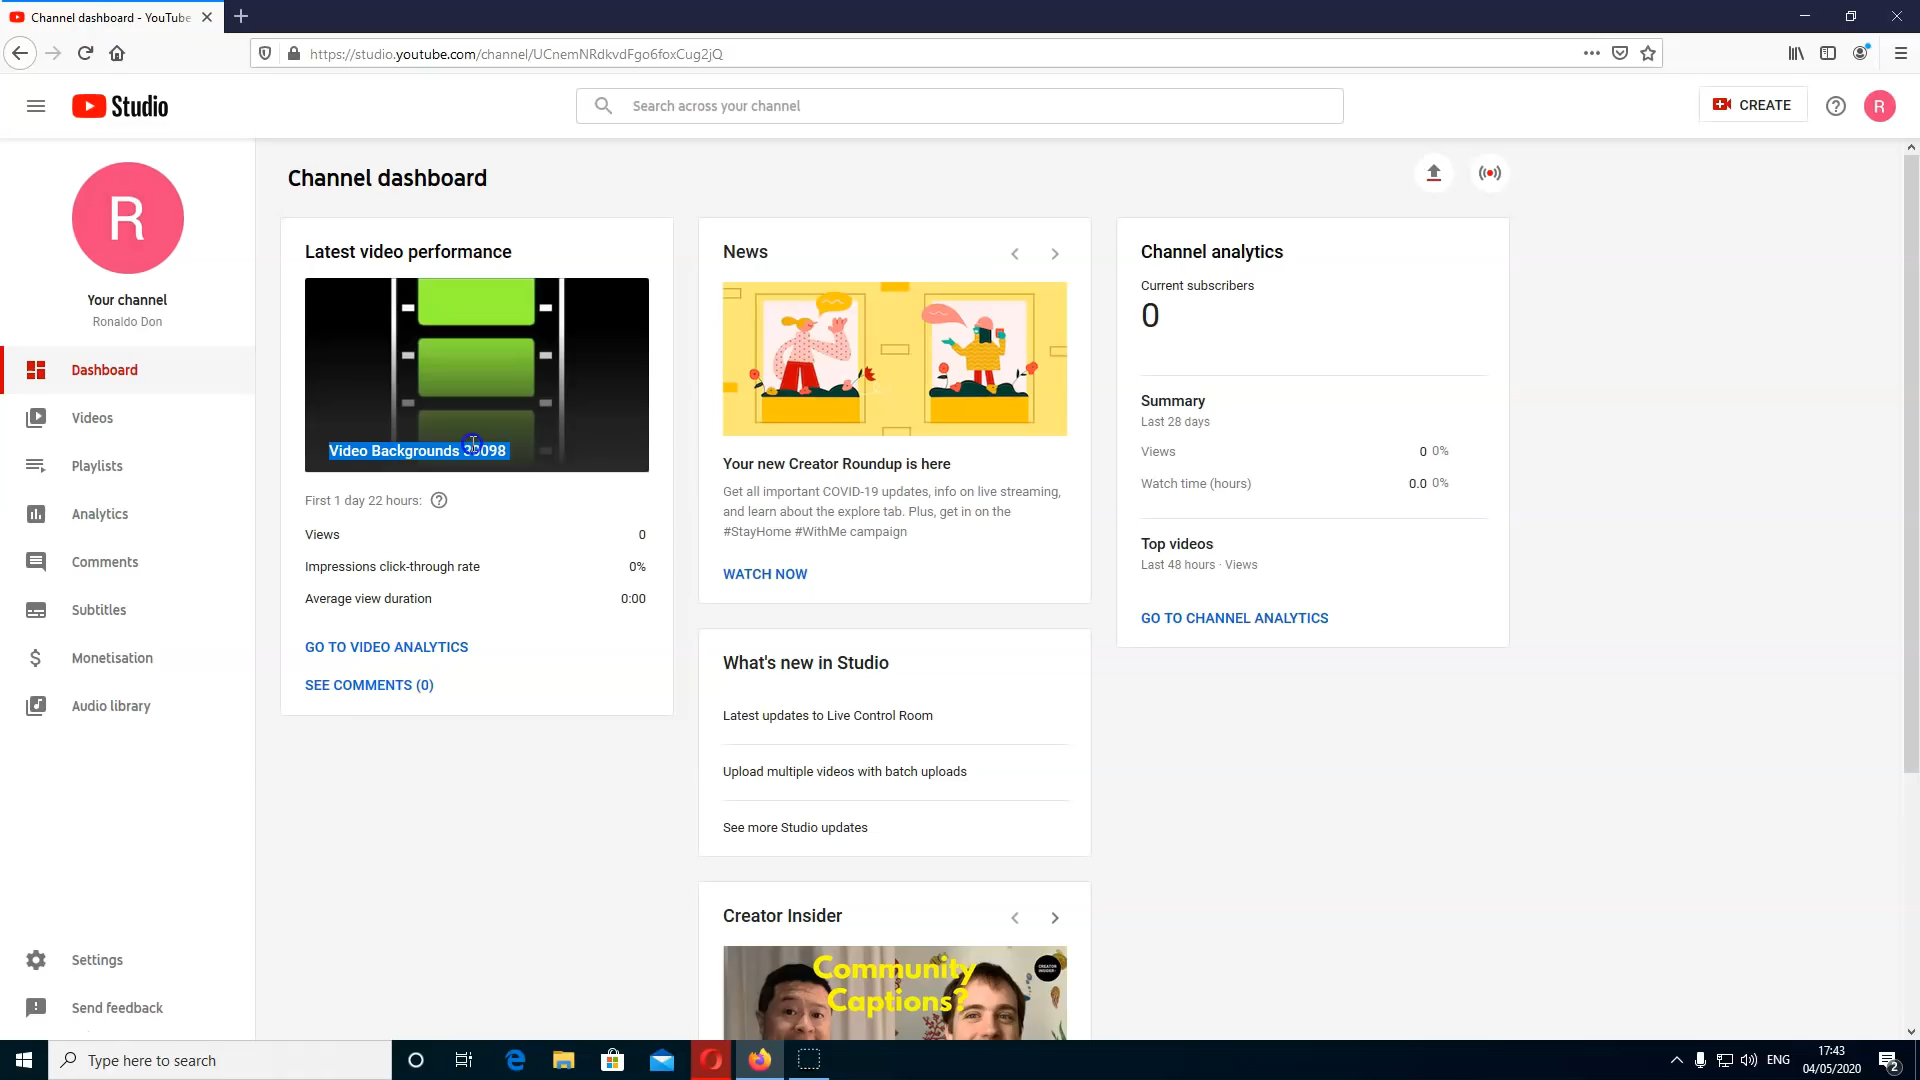 Channel dashboard - YouTube
https://studio.youtube.com/channel/UCnemNRdkvdFgo6foxCug2jQ
Studio
Search across your channel
CREATE
R
R
Your channel
Ronaldo Don
Dashboard
Videos
Playlists
Analytics
Comments
Subtitles
Monetisation
Audio library
Settings
Send feedback
Channel dashboard
Latest video performance
Video Backgrounds
First 1 day 22 hours:
Views 0
Impressions click-through rate 0%
Average view duration 0:00
GO TO VIDEO ANALYTICS
SEE COMMENTS (0)
News
Your new Creator Roundup is here
Get all important COVID-19 updates, info on live streaming,
and learn about the explore tab. Plus, get in on the
#StayHome #WithMe campaign
WATCH NOW
What's new in Studio
Latest updates to Live Control Room
Upload multiple videos with batch uploads
See more Studio updates
Creator Insider
Community
Captions?
CREATOR
INSIDER
Channel analytics
Current subscribers
0
Summary
Last 28 days
Views 0 0%
Watch time (hours) 0.0 0%
Top videos
Last 48 hours · Views
GO TO CHANNEL ANALYTICS
Type here to search
ENG
17:43
04/05/2020
2